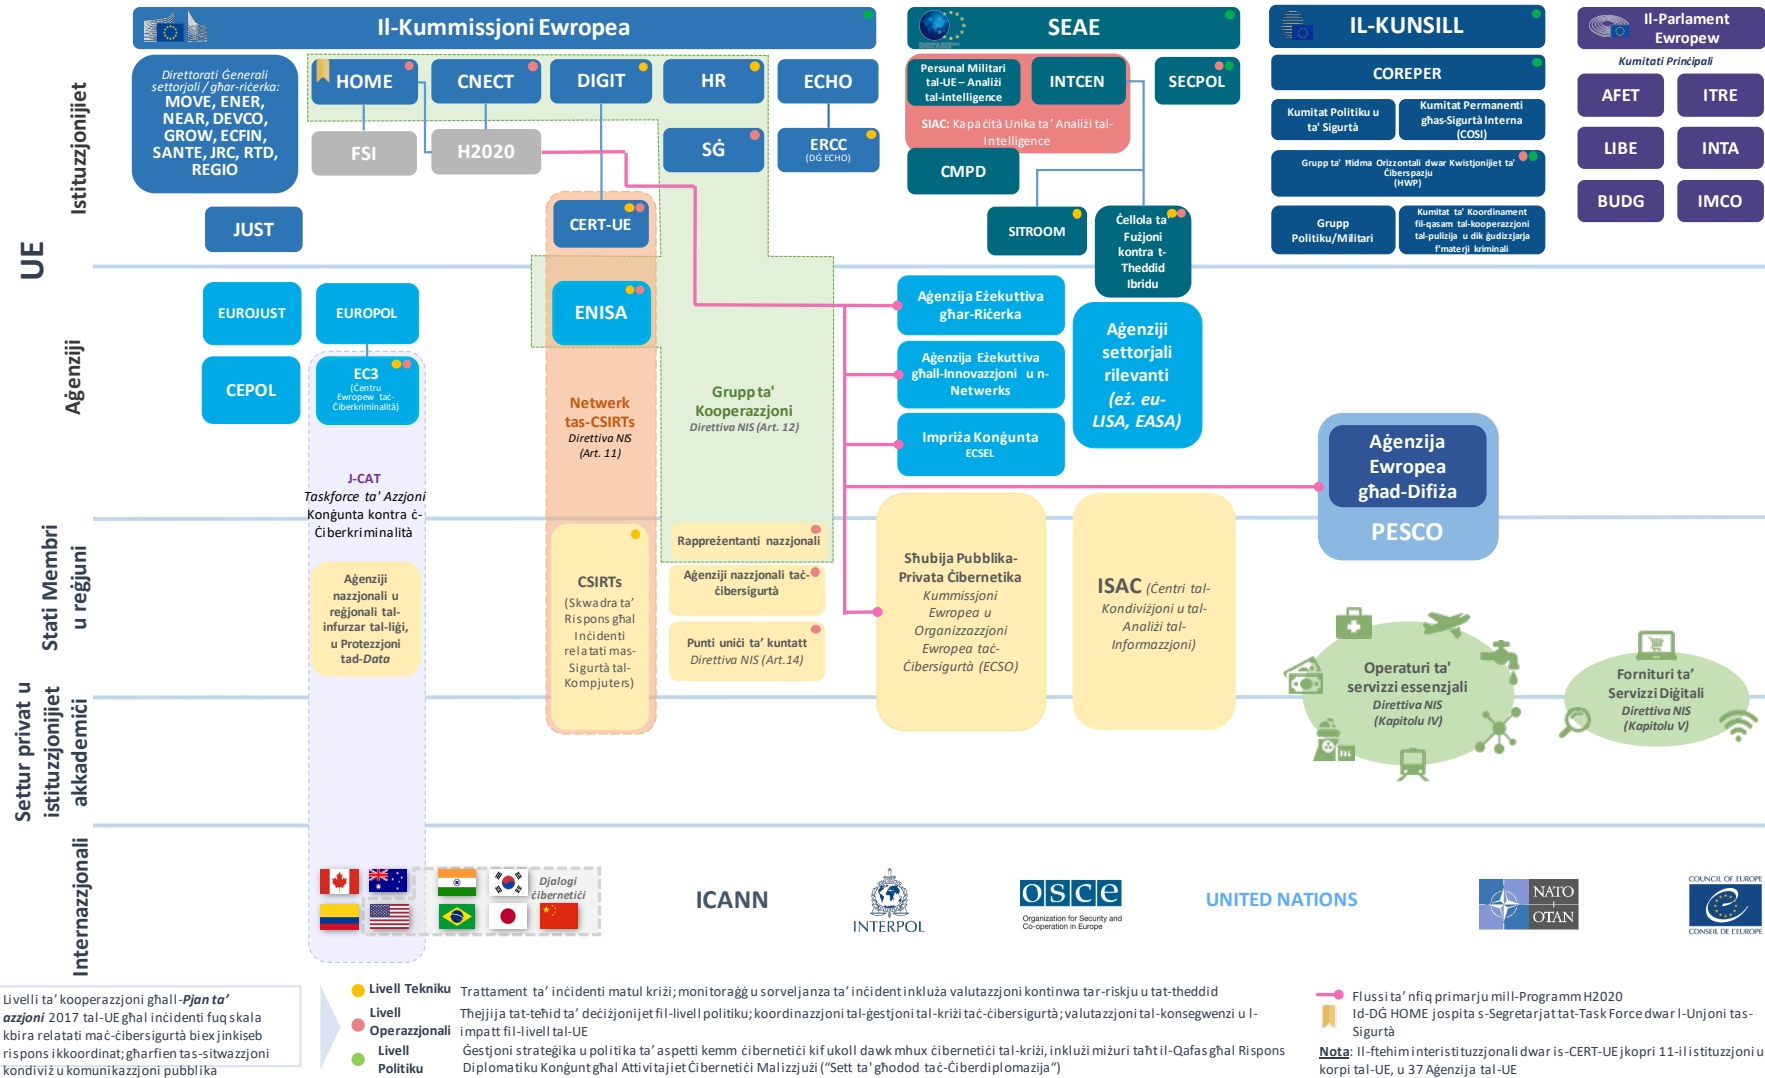 Il-Kummissjoni Ewropea
SEAE
IL-KUNSILL
Il-Parlament
Ewropew
Kumitati Prinċipali
UE
Istituzzjonijiet
Direttorati Ġenerali
settorjali / għar-riċerka:
MOVE, ENER,
NEAR, DEVCO,
GROW, ECFIN,
SANTE, JRC, RTD,
REGIO
HOME
CNECT
DIGIT
HR
ECHO
FSI
H2020
SĠ
ERCC
(DĠ ECHO)
JUST
CERT-UE
Persunal Militari
tal-UE – Analiżi
tal-intelligence
INTCEN
SECPOL
SIAC: Kapaċità Unika ta' Analiżi tal-
Intelligence
CMPD
SITROOM
Ċellola ta'
Fużjoni
kontra t-
Theddid
Ibridu
COREPER
Kumitat Politiku u
ta' Sigurtà
Kumitat Permanenti
għas-Sigurtà Interna
(COSI)
Grupp ta' Ħidma Orizzontali dwar Kwistjonijiet ta'
Ċiberspazju
(HWP)
Grupp
Politiku/Militari
Kumitat ta' Koordinament
fil-qasam tal-kooperazzjoni
tal-pulizija u dik ġudizzjarja
f'materji kriminali
AFET
ITRE
LIBE
INTA
BUDG
IMCO
Aġenziji
EUROJUST
EUROPOL
CEPOL
EC3
(Ċentru
Ewropew taċ-
Ċiberkriminalità)
ENISA
Netwerk
tas-CSIRTs
Direttiva NIS
(Art. 11)
Grupp ta'
Kooperazzjoni
Direttiva NIS (Art. 12)
Aġenzija Eżekuttiva
għar-Riċerka
Aġenzija Eżekuttiva
għall-Innovazzjoni u n-
Netwerks
Impriża Konġunta
ECSEL
Aġenziji
settorjali
rilevanti
(eż. eu-
LISA, EASA)
Aġenzija
Ewropea
għad-Difiża
PESCO
J-CAT
Taskforce ta' Azzjoni
Konġunta kontra ċ-
Ċiberkriminalità
Stati Membri
u reġjuni
Aġenziji
nazzjonali u
reġjonali tal-
infurzar tal-liġi,
u Protezzjoni
tad-Data
CSIRTs
(Skwadra ta'
Rispons għal
Inċidenti
relatati mas-
Sigurtà tal-
Kompjuters)
Rappreżentanti nazzjonali
Aġenziji nazzjonali taċ-
ċibersigurtà
Punti uniċi ta' kuntatt
Direttiva NIS (Art.14)
Sħubija Pubblika-
Privata Ċibernetika
Kummissjoni
Ewropea u
Organizzazzjoni
Ewropea taċ-
Ċibersigurtà (ECSO)
ISAC (Ċentri tal-
Kondiviżjoni u tal-
Analiżi tal-
Informazzjoni)
Operaturi ta'
servizzi essenzjali
Direttiva NIS
(Kapitolu IV)
Fornituri ta'
Servizzi Diġitali
Direttiva NIS
(Kapitolu V)
Settur privat u
istituzzjonijiet
akkademiċi
Internazzjonali
Djalogi
ċibernetiċi
ICANN
INTERPOL
OSCE
Organization for Security and
Co-operation in Europe
UNITED NATIONS
NATO
OTAN
COUNCIL OF EUROPE
CONSEIL DE L'EUROPE
Livelli ta' kooperazzjoni għall-Pjan ta'
azzjoni 2017 tal-UE għal inċidenti fuq skala
kbira relatati maċ-ċibersigurtà biex jinkiseb
rispons ikkoordinat; għarfien tas-sitwazzjoni
kondiviż u komunikazzjoni pubblika
Livell Tekniku Trattament ta' inċidenti matul kriżi; monitoraġġ u sorveljanza ta' inċident inkluża valutazzjoni kontinwa tar-riskju u tat-theddid
Livell
Operazzjonali
Tħejjija tat-teħid ta' deċiżjonijet fil-livell politiku; koordinazzjoni tal-ġestjoni tal-kriżi taċ-ċibersigurtà; valutazzjoni tal-konsegwenzi u l-
impatt fil-livell tal-UE
Livell
Politiku
Ġestjoni strateġika u politika ta' aspetti kemm ċibernetiċi kif ukoll dawk mhux ċibernetiċi tal-kriżi, inklużi miżuri taħt il-Qafas għal Rispons
Diplomatiku Konġunt għal Attivitajiet Ċibernetiċi Malizzjużi ("Sett ta' għodod taċ-Ċiberdiplomazija")
Flussi ta' nfiq primarju mill-Programm H2020
Id-DĠ HOME jospita s-Segretarjat tat-Task Force dwar l-Unjoni tas-
Sigurtà
Nota: Il-ftehim interistituzzjonali dwar is-CERT-UE jkopri 11-il istituzzjoni u
korpi tal-UE, u 37 Aġenzija tal-UE